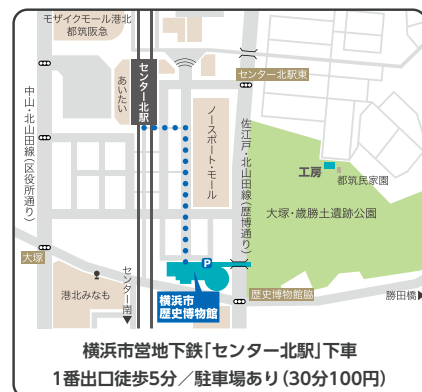 モザイクモール港北
都筑阪急
あいたい
センター北駅
センター北駅東
中山・北山田線(区役所通り)
ノースポート・モール
佐江戸・北山田線(歴博通り)
工房
都筑民家園
大塚・歳勝土遺跡公園
大塚
P
港北みなも
センター南
横浜市
歴史博物館
歴史博物館脇
勝田橋
横浜市営地下鉄「センター北駅」下車
1番出口徒歩5分／駐車場あり(30分100円)